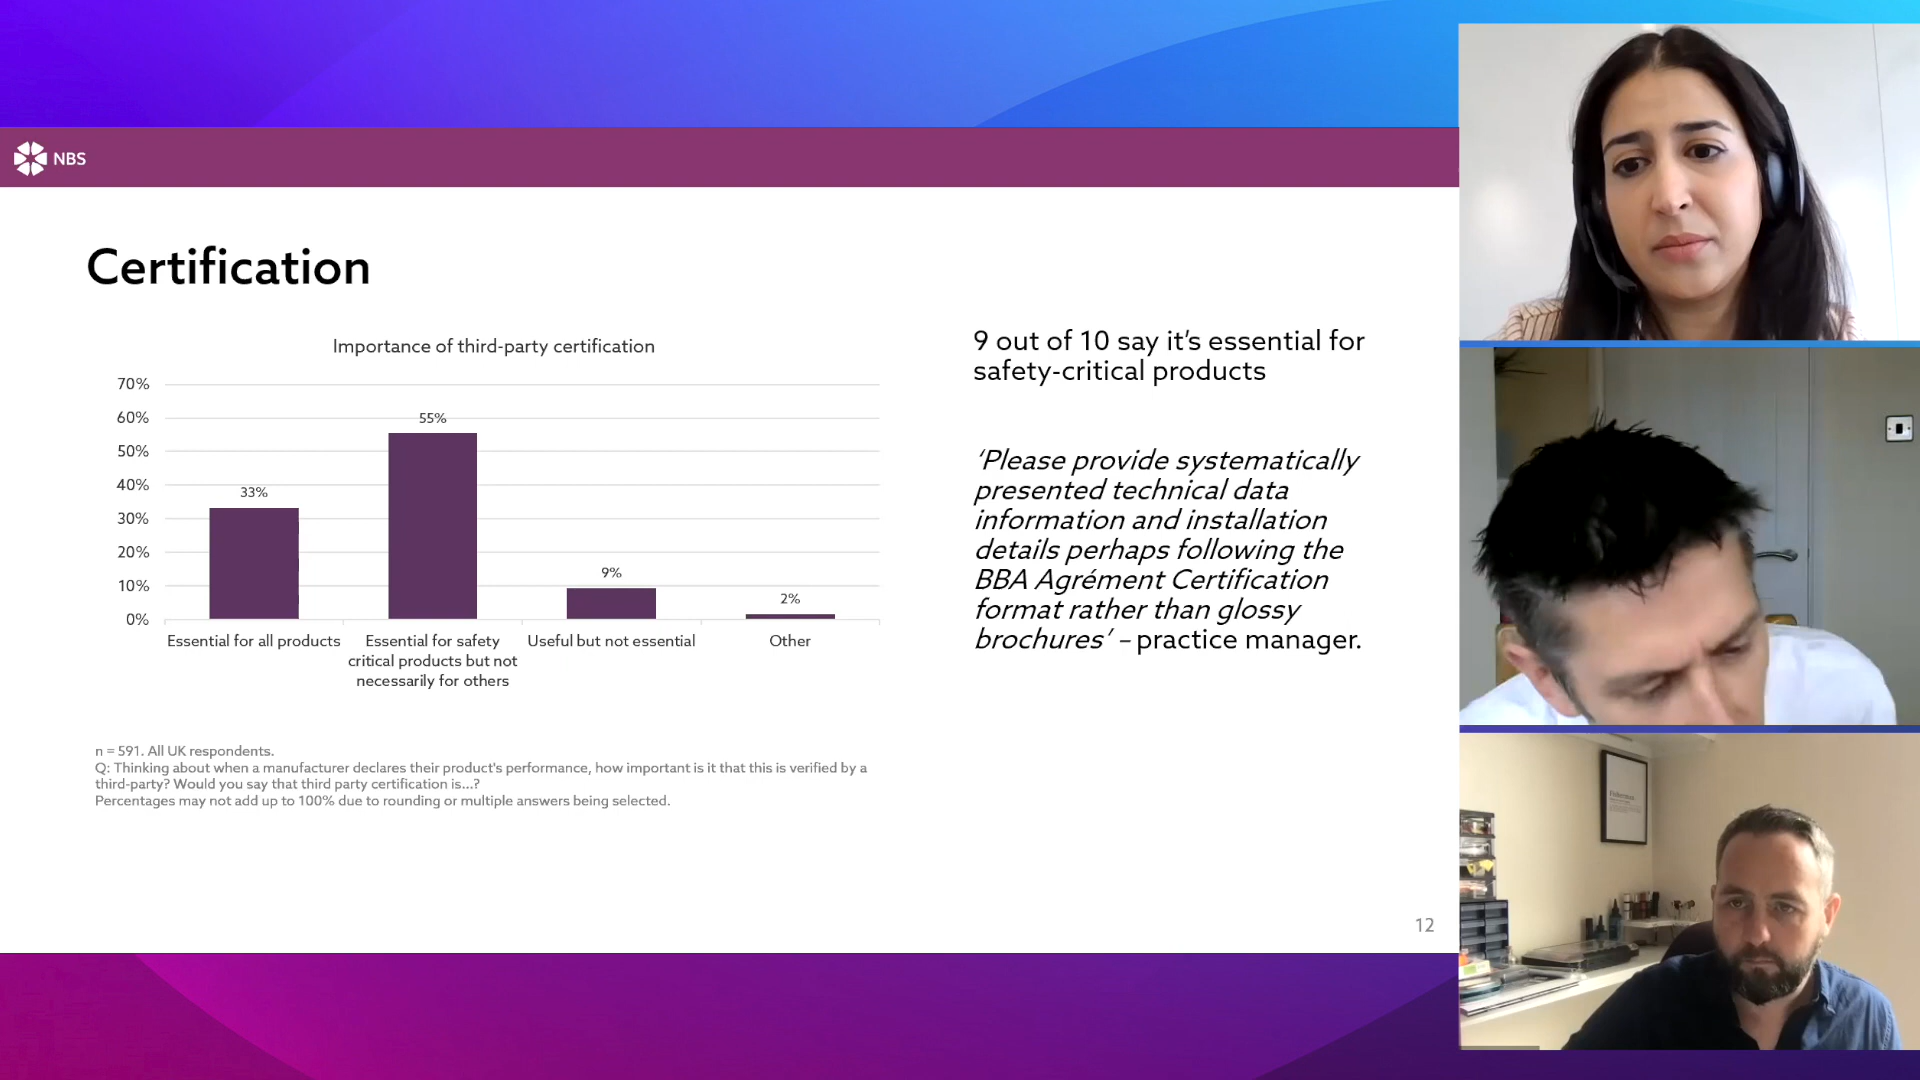 NBS
Certification
Importance of third-party certification
70%
60%
50%
40%
30%
20%
10%
0%
33%
55%
9%
2%
Essential for all products
Essential for safety
critical products but not
necessarily for others
Useful but not essential
Other
9 out of 10 say it's essential for
safety-critical products
'Please provide systematically
presented technical data
information and installation
details perhaps following the
BBA Agrément Certification
format rather than glossy
brochures' – practice manager.
n = 591. All UK respondents.
Q: Thinking about when a manufacturer declares their product's performance, how important is it that this is verified by a
third-party? Would you say that third party certification is...?
Percentages may not add up to 100% due to rounding or multiple answers being selected.
12